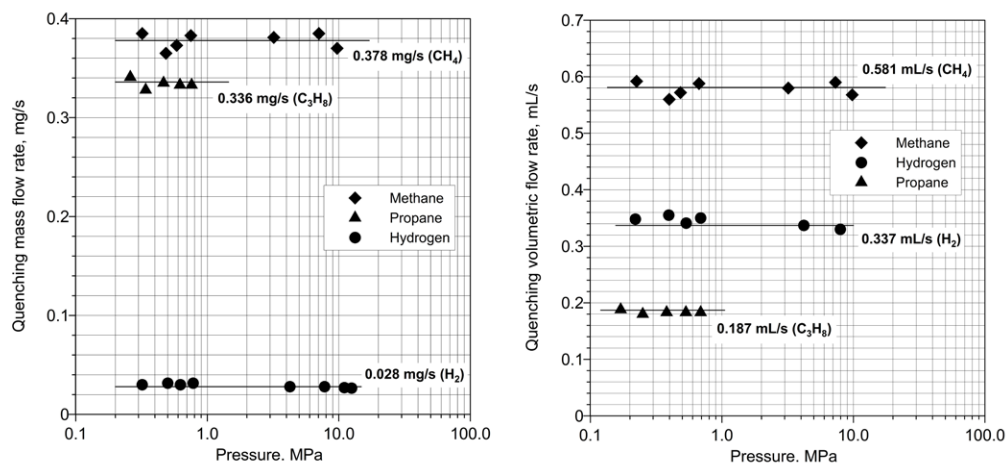 Quenching mass flow rate, mg/s
0.4
0.3
0.2
0.1
0
0.378 mg/s (CH₄)
0.336 mg/s (C₃H₈)
Methane
Propane
Hydrogen
0.028 mg/s (H₂)
0.1
1.0
10.0
100.0
Pressure. MPa
Quenching volumetric flow rate, mL/s
0.7
0.6
0.5
0.4
0.3
0.2
0.1
0
0.581 mL/s (CH₄)
Methane
Hydrogen
Propane
0.337 mL/s (H₂)
0.187 mL/s (C₃H₈)
0.1
1.0
10.0
100.0
Pressure. MPa